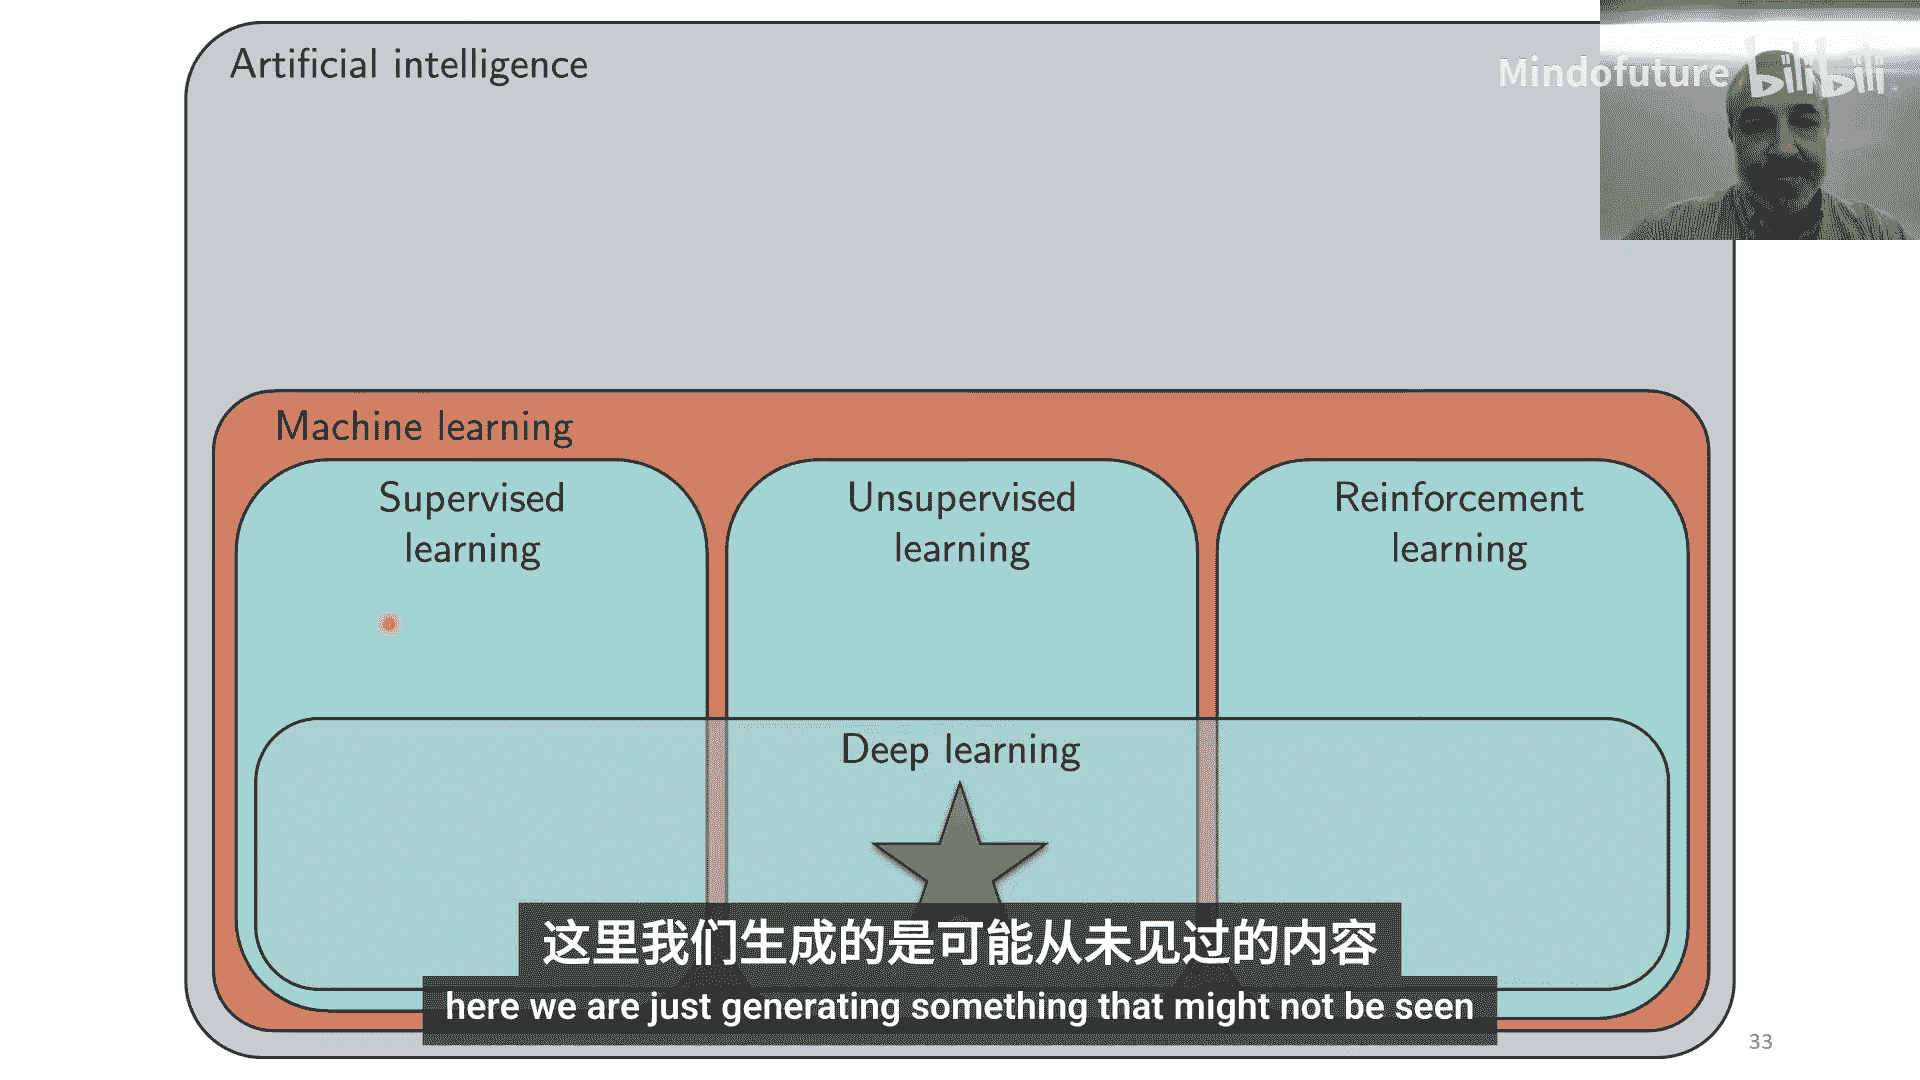 Artificial intelligence
Mindofuture bilibili
Machine learning
Supervised
learning
Unsupervised
learning
Reinforcement
learning
Deep learning
这里我们生成的是可能从未见过的内容
here we are just generating something that might not be seen
33